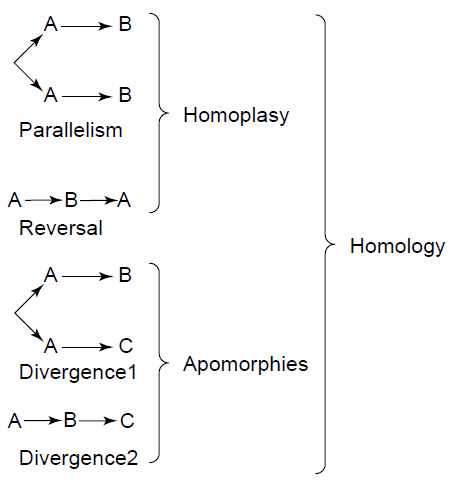 A → B
A → B
Parallelism
Homoplasy
A → B → A
Reversal
Homology
A → B
A → C
Divergence1
Apomorphies
A → B → C
Divergence2